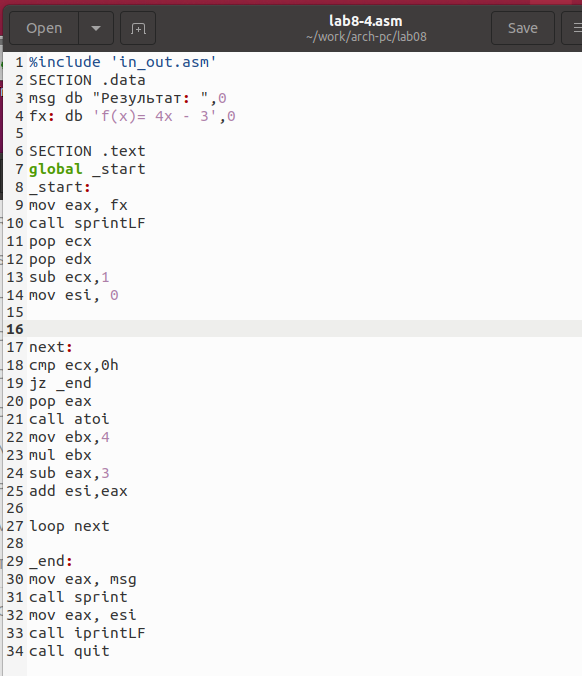 Open
lab8-4.asm
~/work/arch-pc/lab08
Save
1 %include 'in_out.asm'
2 SECTION .data
3 msg db "Результат: ",0
4 fx: db 'f(x)= 4x - 3',0
5
6 SECTION .text
7 global _start
8 _start:
9 mov eax, fx
10 call sprintLF
11 pop ecx
12 pop edx
13 sub ecx,1
14 mov esi, 0
15
16
17 next:
18 cmp ecx,0h
19 jz _end
20 pop eax
21 call atoi
22 mov ebx,4
23 mul ebx
24 sub eax,3
25 add esi,eax
26
27 loop next
28
29 _end:
30 mov eax, msg
31 call sprint
32 mov eax, esi
33 call iprintLF
34 call quit